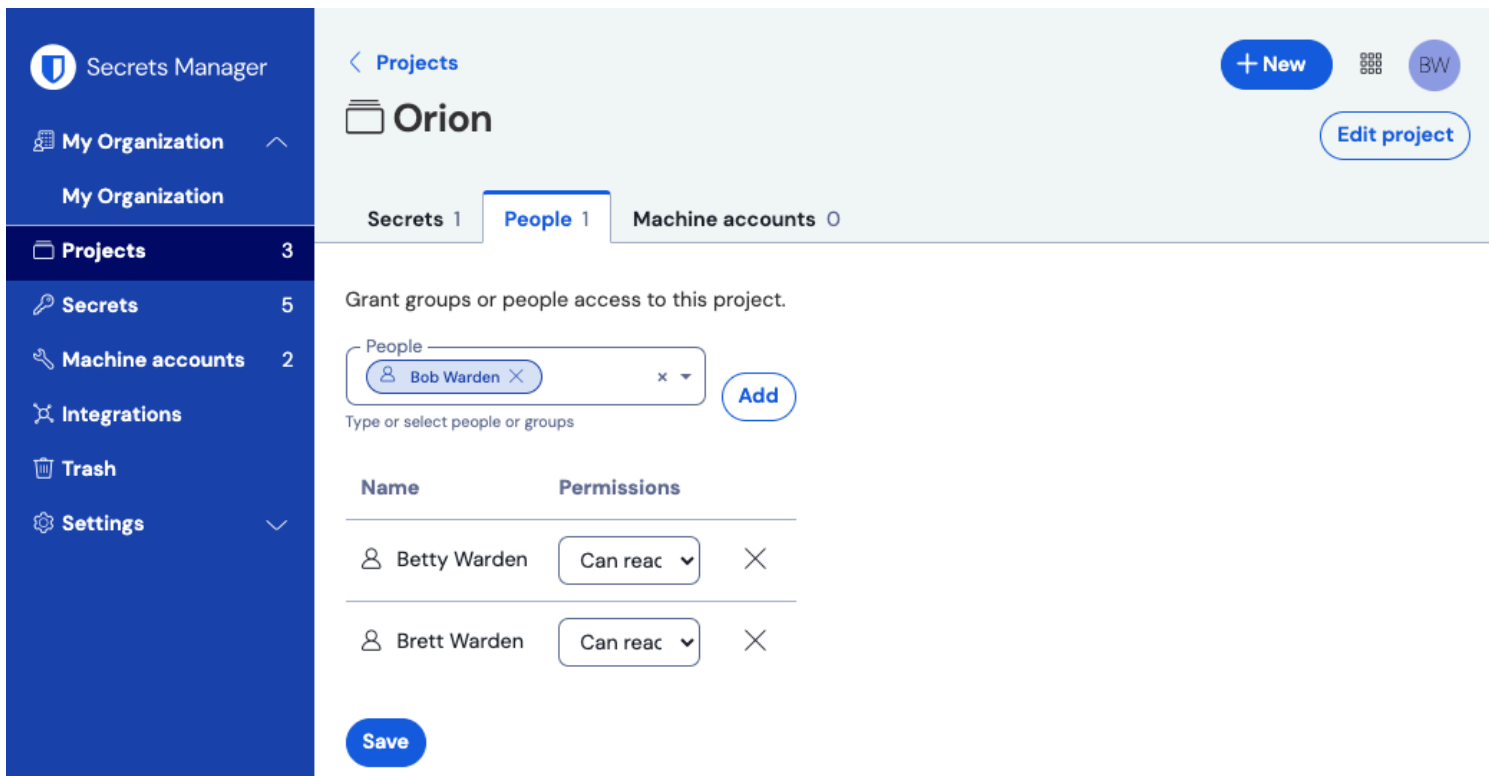 Secrets Manager
My Organization
My Organization
Projects 3
Secrets 5
Machine accounts 2
Integrations
Trash
Settings
Projects
+ New
BW
Orion
Edit project
Secrets 1
People 1
Machine accounts 0
Grant groups or people access to this project.
People
Bob Warden
Add
Type or select people or groups
Name Permissions
Betty Warden Can reac
Brett Warden Can reac
Save